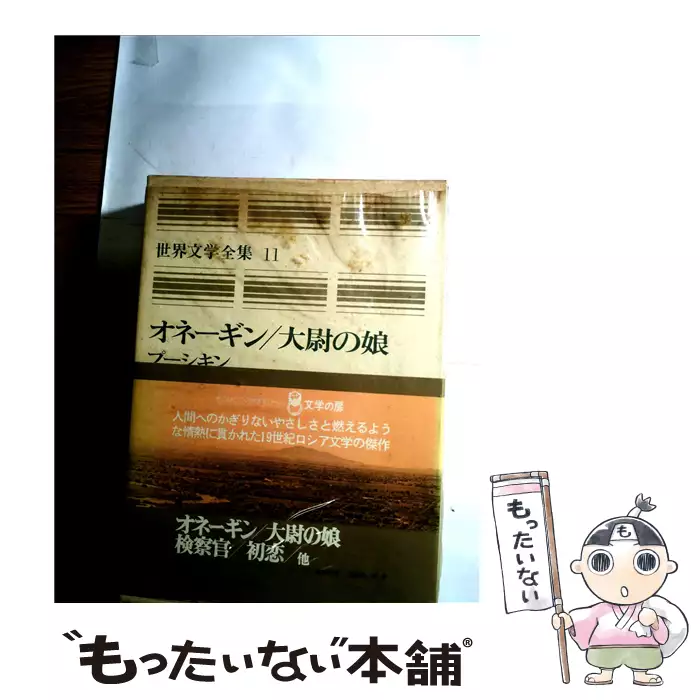 世界文学全集 11
オネーギン/大尉の娘
プーシキン
文学の扉
人間へのかぎりないやさしさと燃えるよう
な情熱に貫かれた19世紀ロシア文学の傑作
オネーギン/大尉の娘
検察官/初恋/他
も
もったいない
“もったいない”本舗®